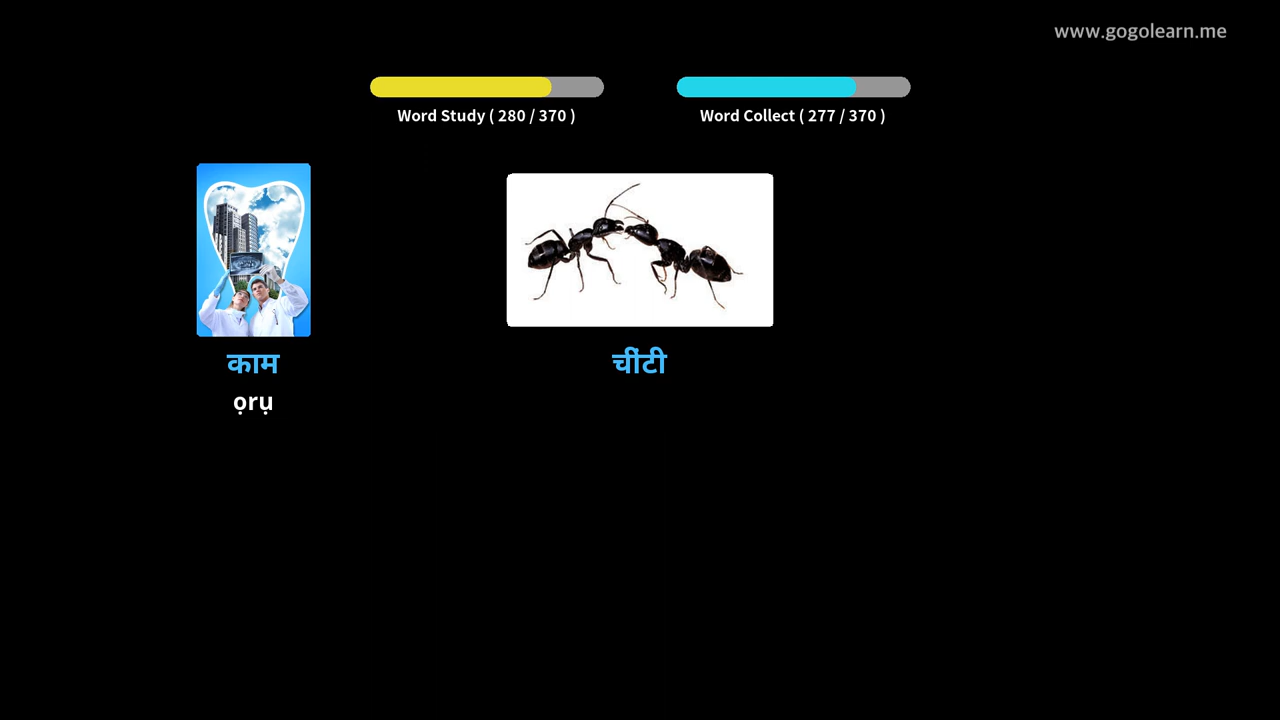 www.gogolearn.me
Word Study ( 280 / 370 )
Word Collect ( 277 / 370 )
काम
ọrụ
चींटी